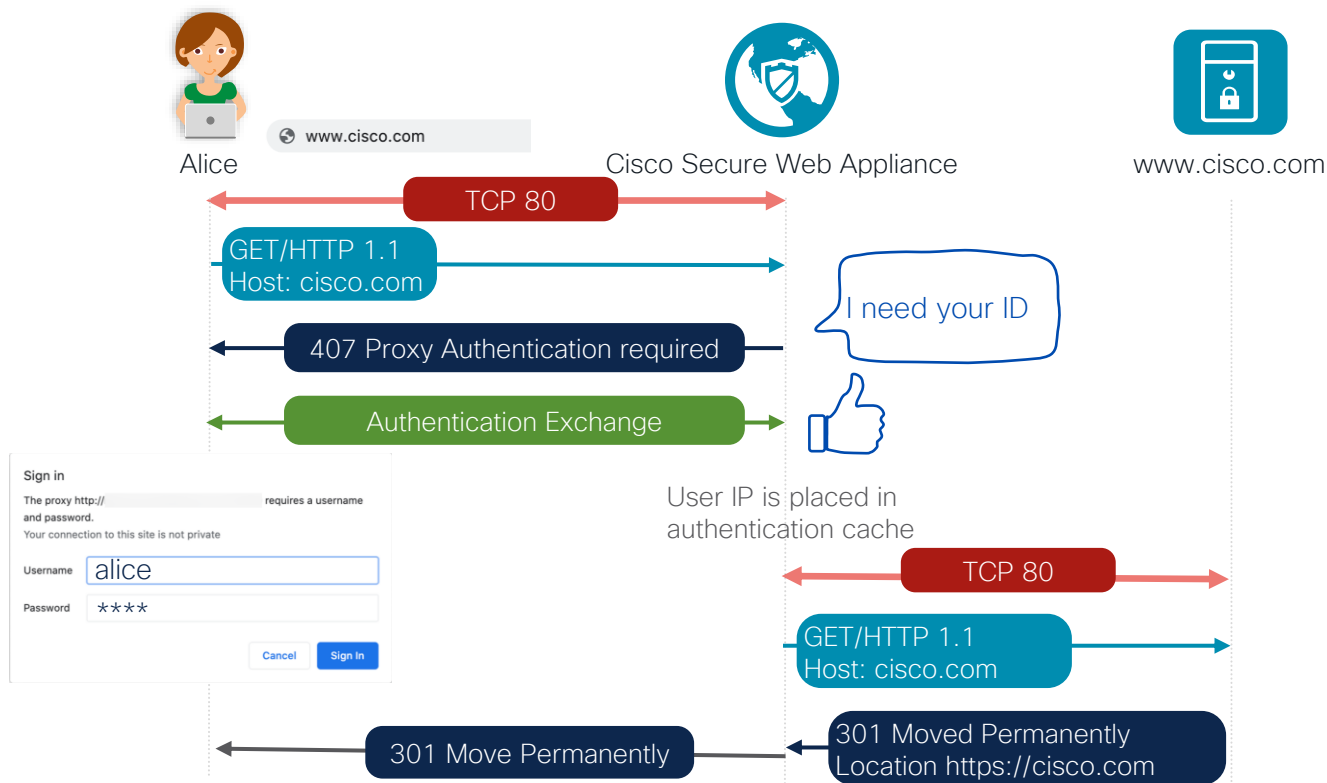 www.cisco.com
Alice
Cisco Secure Web Appliance
www.cisco.com
TCP 80
GET/HTTP 1.1
Host: cisco.com
I need your ID
407 Proxy Authentication required
Authentication Exchange
Sign in
The proxy http:// requires a username
and password.
Your connection to this site is not private
Username alice
Password ****
Cancel Sign In
User IP is placed in
authentication cache
TCP 80
GET/HTTP 1.1
Host: cisco.com
301 Moved Permanently
Location https://cisco.com
301 Move Permanently